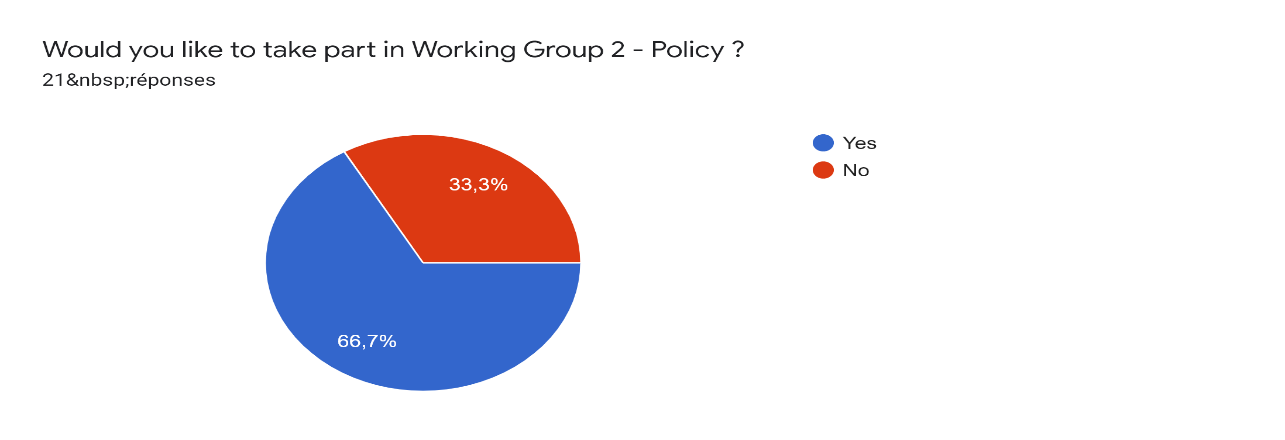 Would you like to take part in Working Group 2 - Policy ?
21&nbsp;réponses
Yes
No
33,3%
66,7%